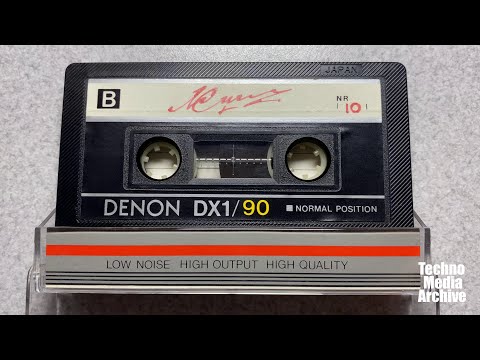 JAPAN
B
NR
10
DENON DX1/90 NORMAL POSITION
LOW NOISE HIGH OUTPUT HIGH QUALITY
Techno
Media
Archive